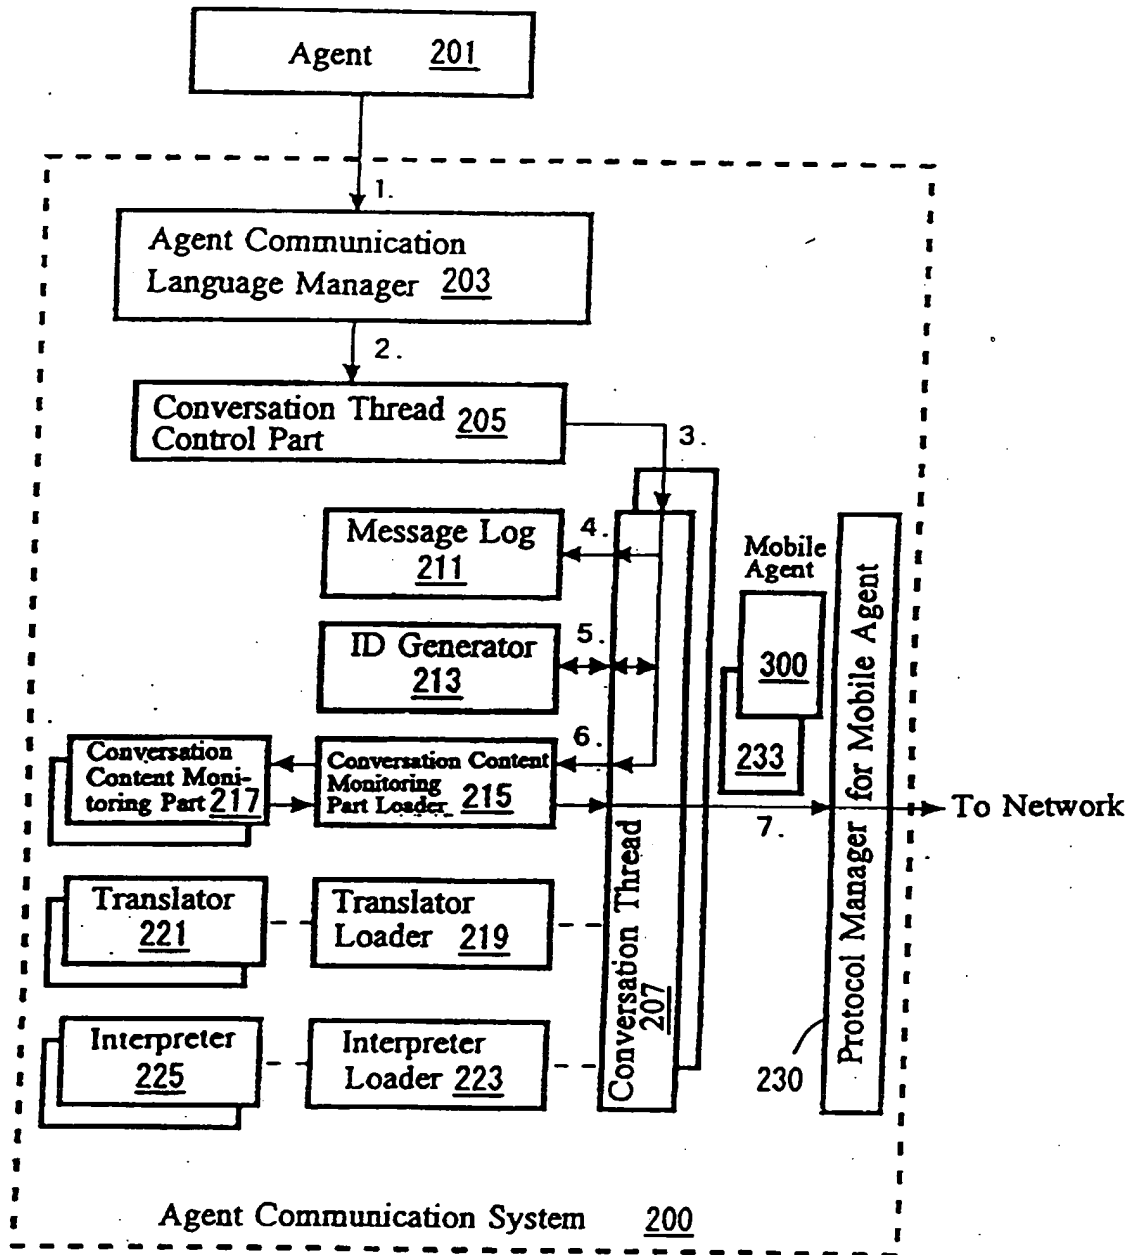 Agent 201
1.
Agent Communication
Language Manager 203
2.
Conversation Thread
Control Part 205
3.
Message Log
211
4.
Mobile
Agent
ID Generator
213
5.
300
233
Conversation
Content Moni-
toring Part 217
Conversation Content
Monitoring
Part Loader 215
6.
7.
To Network
Translator
221
Translator
Loader 219
Interpreter
225
Interpreter
Loader 223
Conversation Thread 207
Protocol Manager for Mobile Agent
230
Agent Communication System 200